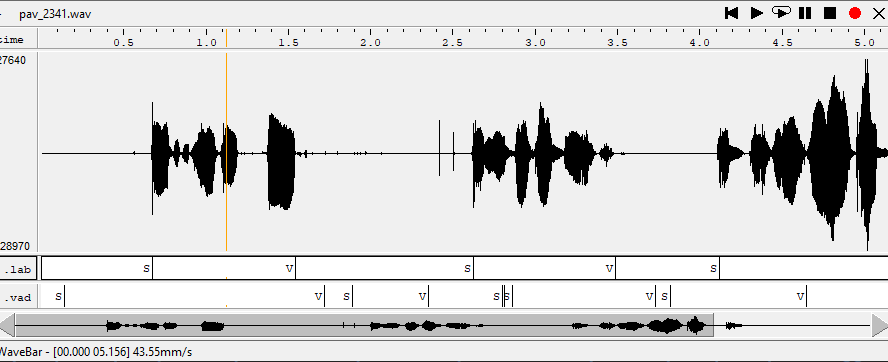 pav_2341.wav
time 0.5 1.0 1.5 2.0 2.5 3.0 3.5 4.0 4.5 5.0
27640
28970
.lab S V S V S
.vad S V S V S S V S V
WaveBar - [00.000 05.156] 43.55mm/s